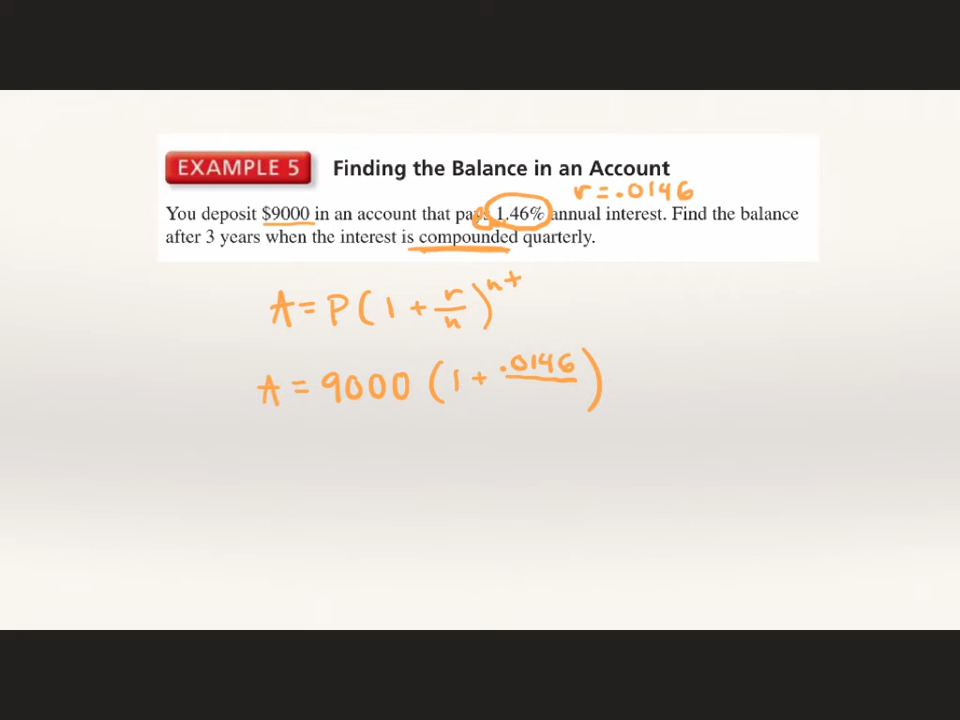 EXAMPLE 5 Finding the Balance in an Account
r = .0146
You deposit $9000 in an account that pays 1.46% annual interest. Find the balance
after 3 years when the interest is compounded quarterly.
A = P(1 + r/n)^nt
A = 9000 (1 + .0146/ )